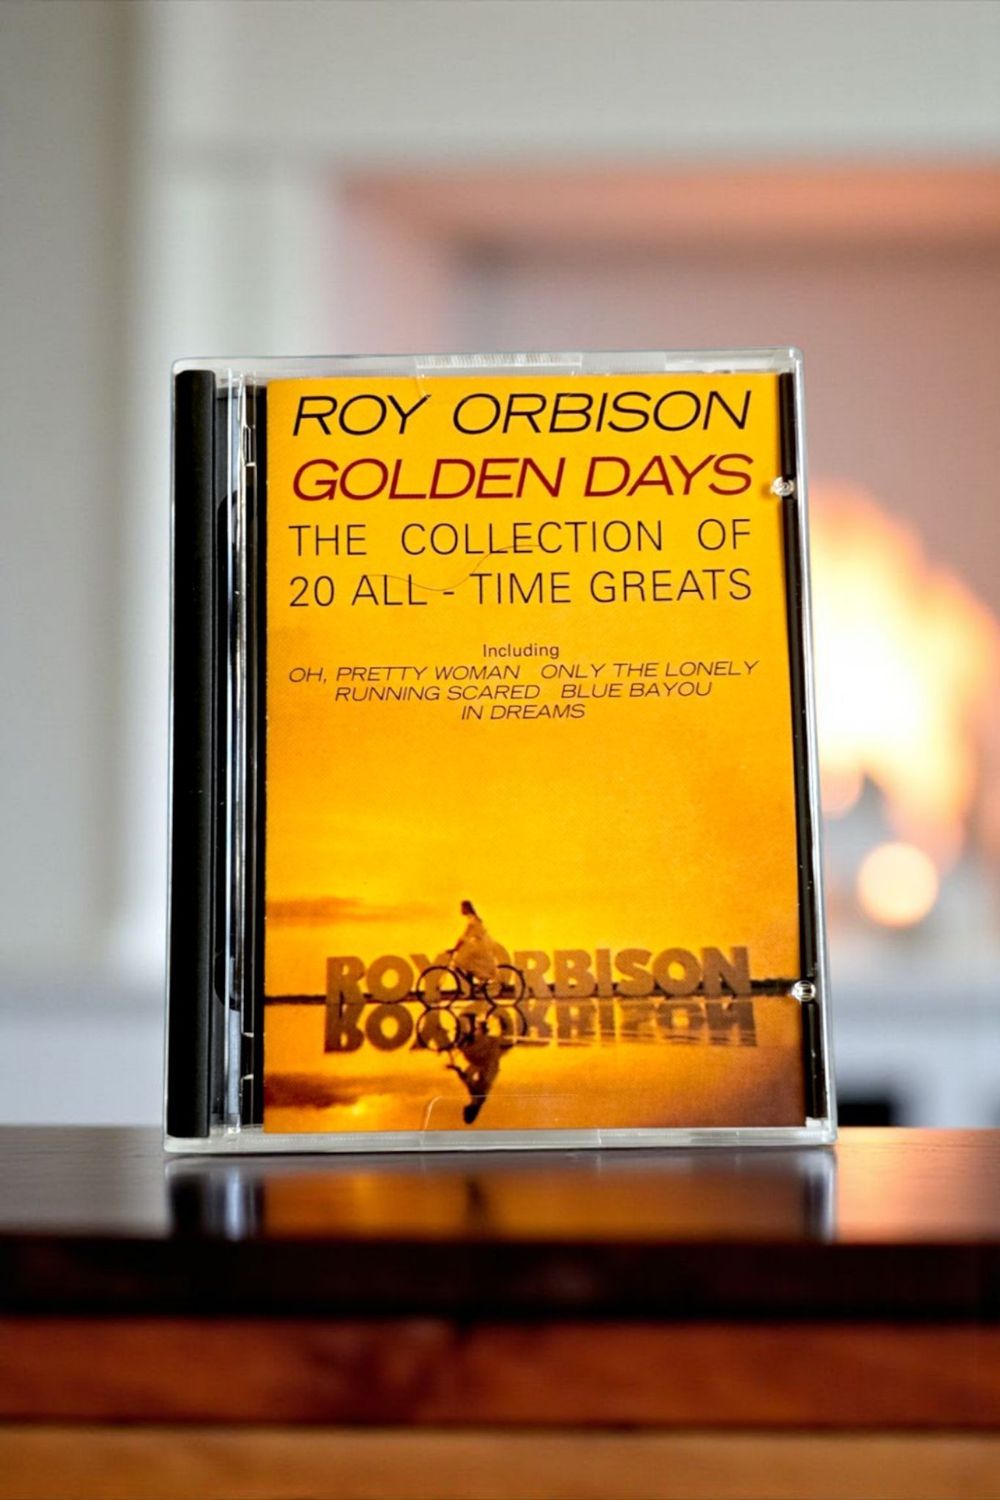 ROY ORBISON
GOLDEN DAYS
THE COLLECTION OF
20 ALL - TIME GREATS
Including
OH, PRETTY WOMAN ONLY THE LONELY
RUNNING SCARED BLUE BAYOU
IN DREAMS
ROY ORBISON